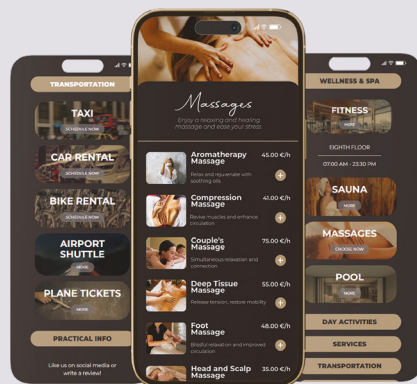 TRANSPORTATION
TAXI
SCHEDULE NOW
CAR RENTAL
SCHEDULE NOW
BIKE RENTAL
SCHEDULE NOW
AIRPORT
SHUTTLE
MORE
PLANE TICKETS
MORE
PRACTICAL INFO
Like us on social media or
write a review!
Massages
Enjoy a relaxing and healing
massage and ease your stress.
Aromatherapy
Massage
45.00 €/h
Relax and rejuvenate with
soothing oils
Compression
Massage
41.00 €/h
Revive muscles and enhance
circulation
Couple's
Massage
75.00 €/h
Simultaneous relaxation and
connection
Deep Tissue
Massage
55.00 €/h
Release tension, restore mobility
Foot
Massage
48.00 €/h
Blissful relaxation and improved
circulation
Head and Scalp
Massage
35.00 €/h
WELLNESS & SPA
FITNESS
MORE
EIGHTH FLOOR
07:00 AM - 23:30 PM
SAUNA
MORE
MASSAGES
CHOOSE NOW
POOL
MORE
DAY ACTIVITIES
SERVICES
TRANSPORTATION